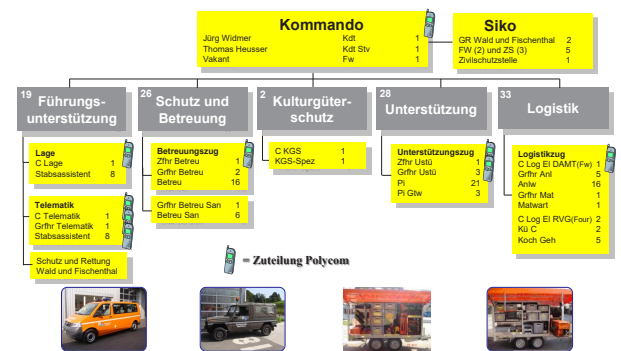 Kommando
Jürg Widmer Kdt 1
Thomas Heusser Kdt Stv 1
Vakant Fw 1
Siko
GR Wald und Fischenthal 2
FW (2) und ZS (3) 5
Zivilschutzstelle 1
19 Führungs-
unterstützung
26 Schutz und
Betreuung
2 Kulturgüter-
schutz
28
Unterstützung
33
Logistik
Lage
C Lage 1
Stabsassistent 8
Telematik
C Telematik 1
Grfhr Telematik 1
Stabsassistent 8
Schutz und Rettung
Wald und Fischenthal
Betreuungszug
Zfhr Betreu 1
Grfhr Betreu 2
Betreu 16
Grfhr Betreu San 1
Betreu San 6
C KGS 1
KGS-Spez 1
Unterstützungszug
Zfhr Ustü 1
Grfhr Ustü 3
Pi 21
Pi Gtw 3
Logistikzug
C Log El DAMT(Fw) 1
Grfhr Anl 5
Anlw 16
Grfhr Mat 1
Matwart 1
C Log El RVG(Four) 2
Kü C 2
Koch Geh 5
= Zuteilung Polycom